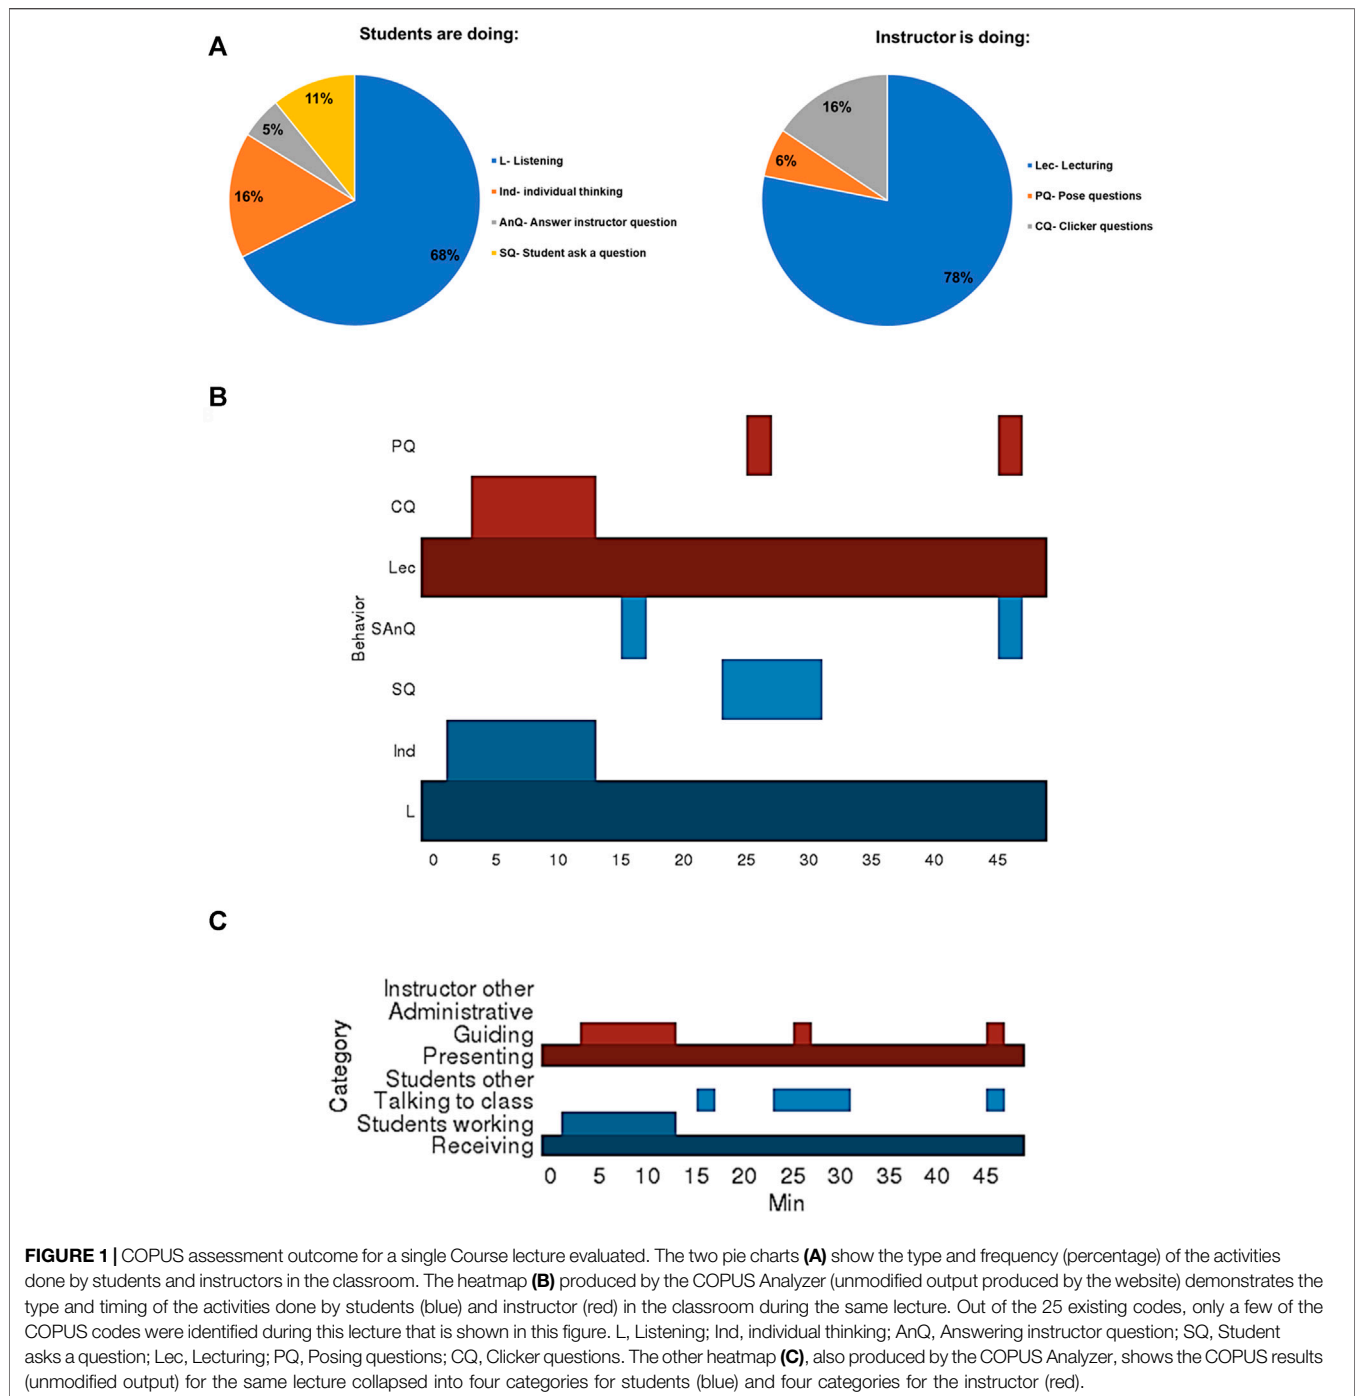 A
Students are doing:
Instructor is doing:
11%
5%
16%
68%
L- Listening
Ind- individual thinking
AnQ- Answer instructor question
SQ- Student ask a question
16%
6%
78%
Lec- Lecturing
PQ- Pose questions
CQ- Clicker questions
B
Behavior
PQ
CQ
Lec
SAnQ
SQ
Ind
L
0 5 10 15 20 25 30 35 40 45
C
Category
Instructor other
Administrative
Guiding
Presenting
Students other
Talking to class
Students working
Receiving
0 5 10 15 20 25 30 35 40 45
Min
FIGURE 1 | COPUS assessment outcome for a single Course lecture evaluated. The two pie charts (A) show the type and frequency (percentage) of the activities
done by students and instructors in the classroom. The heatmap (B) produced by the COPUS Analyzer (unmodified output produced by the website) demonstrates the
type and timing of the activities done by students (blue) and instructor (red) in the classroom during the same lecture. Out of the 25 existing codes, only a few of the
COPUS codes were identified during this lecture that is shown in this figure. L, Listening; Ind, individual thinking; AnQ, Answering instructor question; SQ, Student
asks a question; Lec, Lecturing; PQ, Posing questions; CQ, Clicker questions. The other heatmap (C), also produced by the COPUS Analyzer, shows the COPUS results
(unmodified output) for the same lecture collapsed into four categories for students (blue) and four categories for the instructor (red).